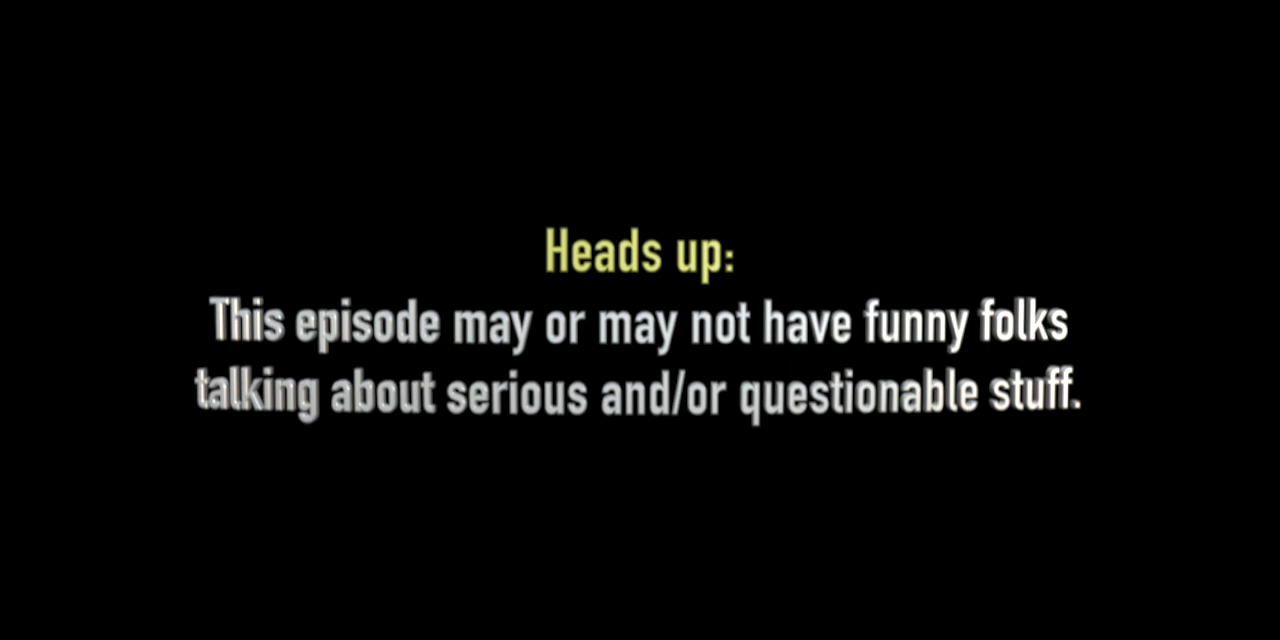 Heads up:
This episode may or may not have funny folks
talking about serious and/or questionable stuff.